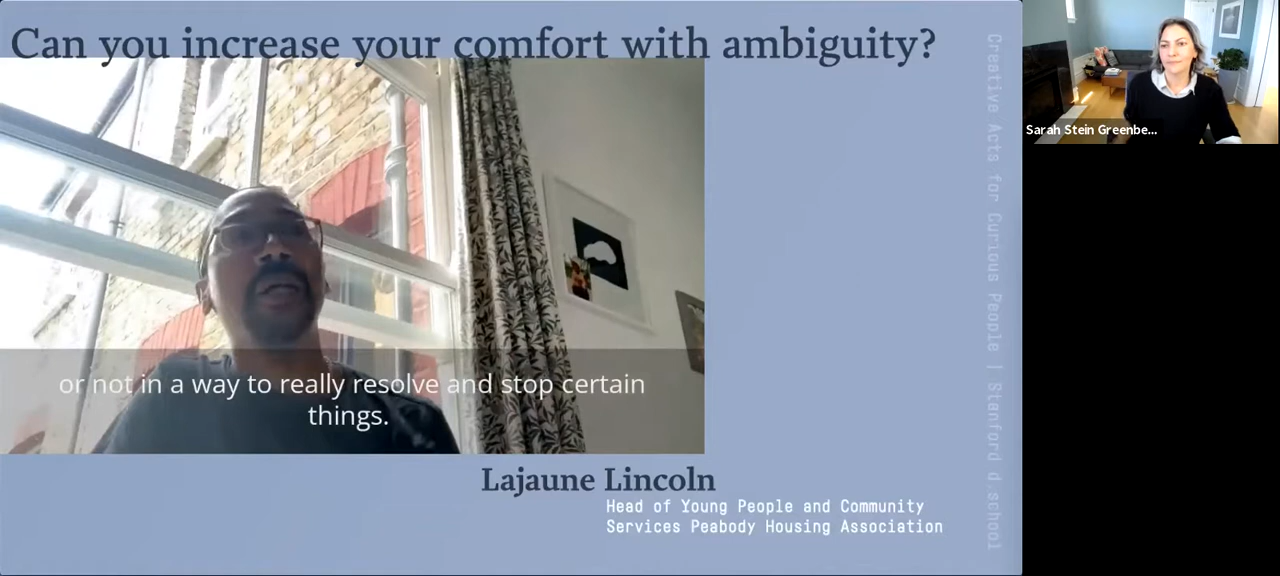 Can you increase your comfort with ambiguity?
or not in a way to really resolve and stop certain
things.
Lajaune Lincoln
Head of Young People and Community
Services Peabody Housing Association
Creative Acts for Curious People | Stanford d school
Sarah Stein Greenbe...